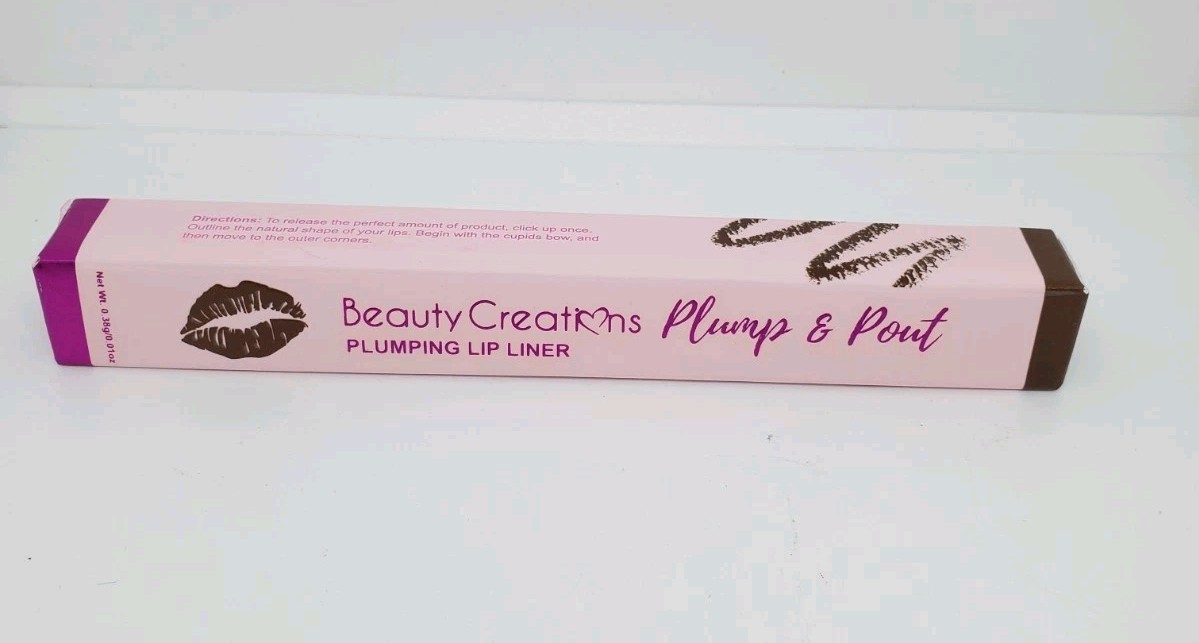 Directions: To release the perfect amount of product, click up once.
Outline the natural shape of your lips. Begin with the cupids bow, and
then move to the outer corners.
Net Wt. 0.38g/0.01oz
Beauty Creations Plump & Pout
PLUMPING LIP LINER